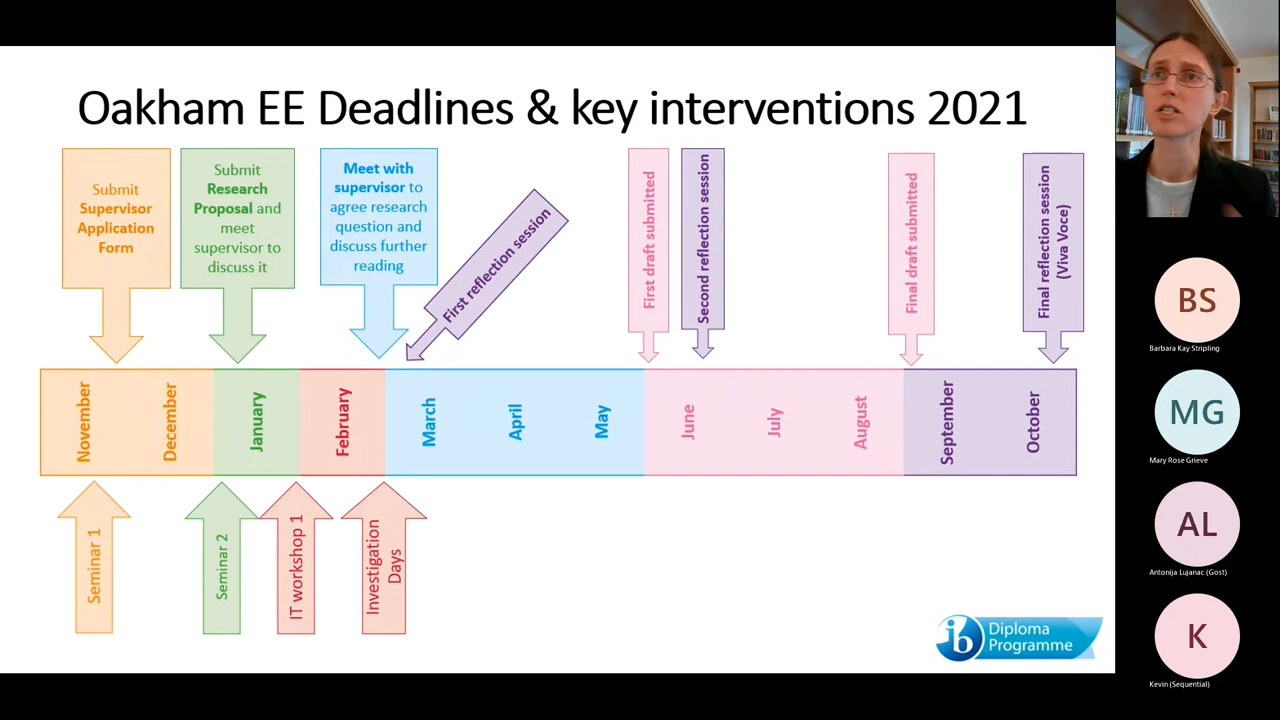 Oakham EE Deadlines & key interventions 2021
Submit
Supervisor
Application
Form
Submit
Research
Proposal and
meet
supervisor to
discuss it
Meet with
supervisor to
agree research
question and
discuss further
reading
First reflection session
First draft submitted
Second reflection session
Final draft submitted
Final reflection session
(Viva Voce)
November
December
January
February
March
April
May
June
July
August
September
October
Seminar 1
Seminar 2
IT workshop 1
Investigation
Days
ib
Diploma
Programme
BS
Barbara Kay Stripling
MG
Mary Rose Grieve
AL
Antonija Lujanac (Gost)
K
Kevin (Sequential)